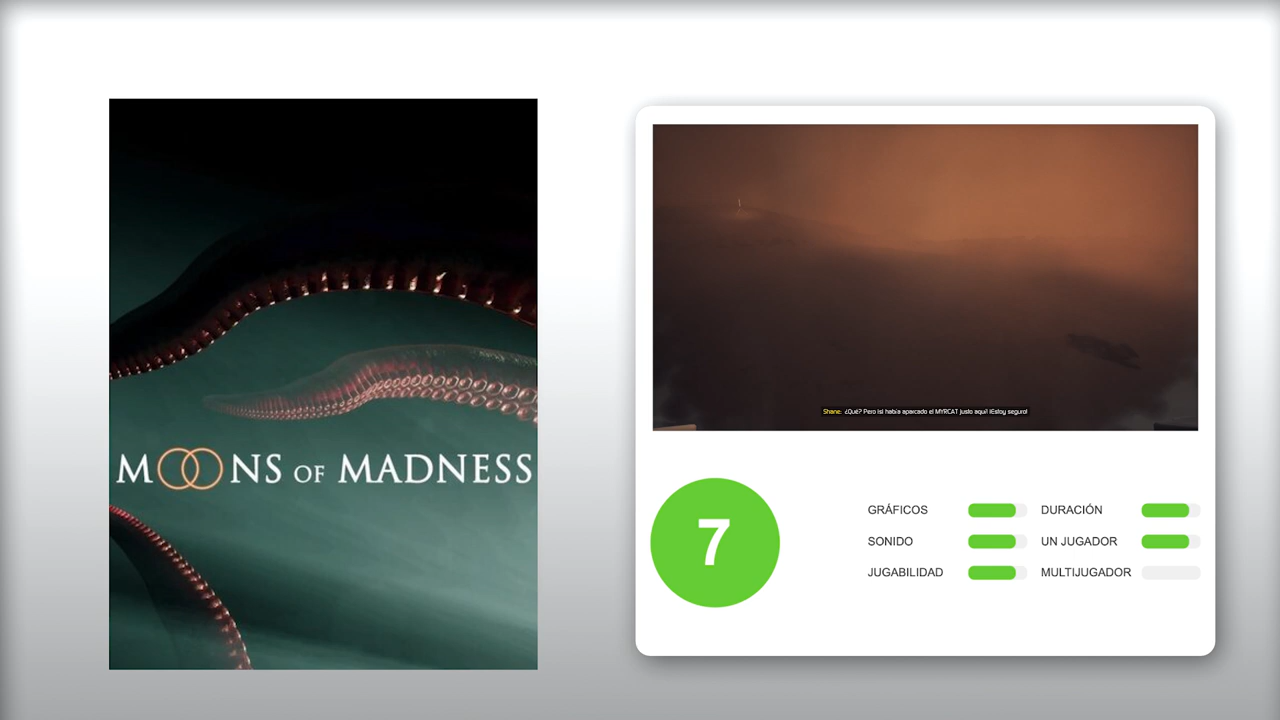 MOONS OF MADNESS
Shane: ¿Qué? Pero ¡si había aparcado el MYRCAT justo aquí! ¡Estoy seguro!
7
GRÁFICOS
DURACIÓN
SONIDO
UN JUGADOR
JUGABILIDAD
MULTIJUGADOR